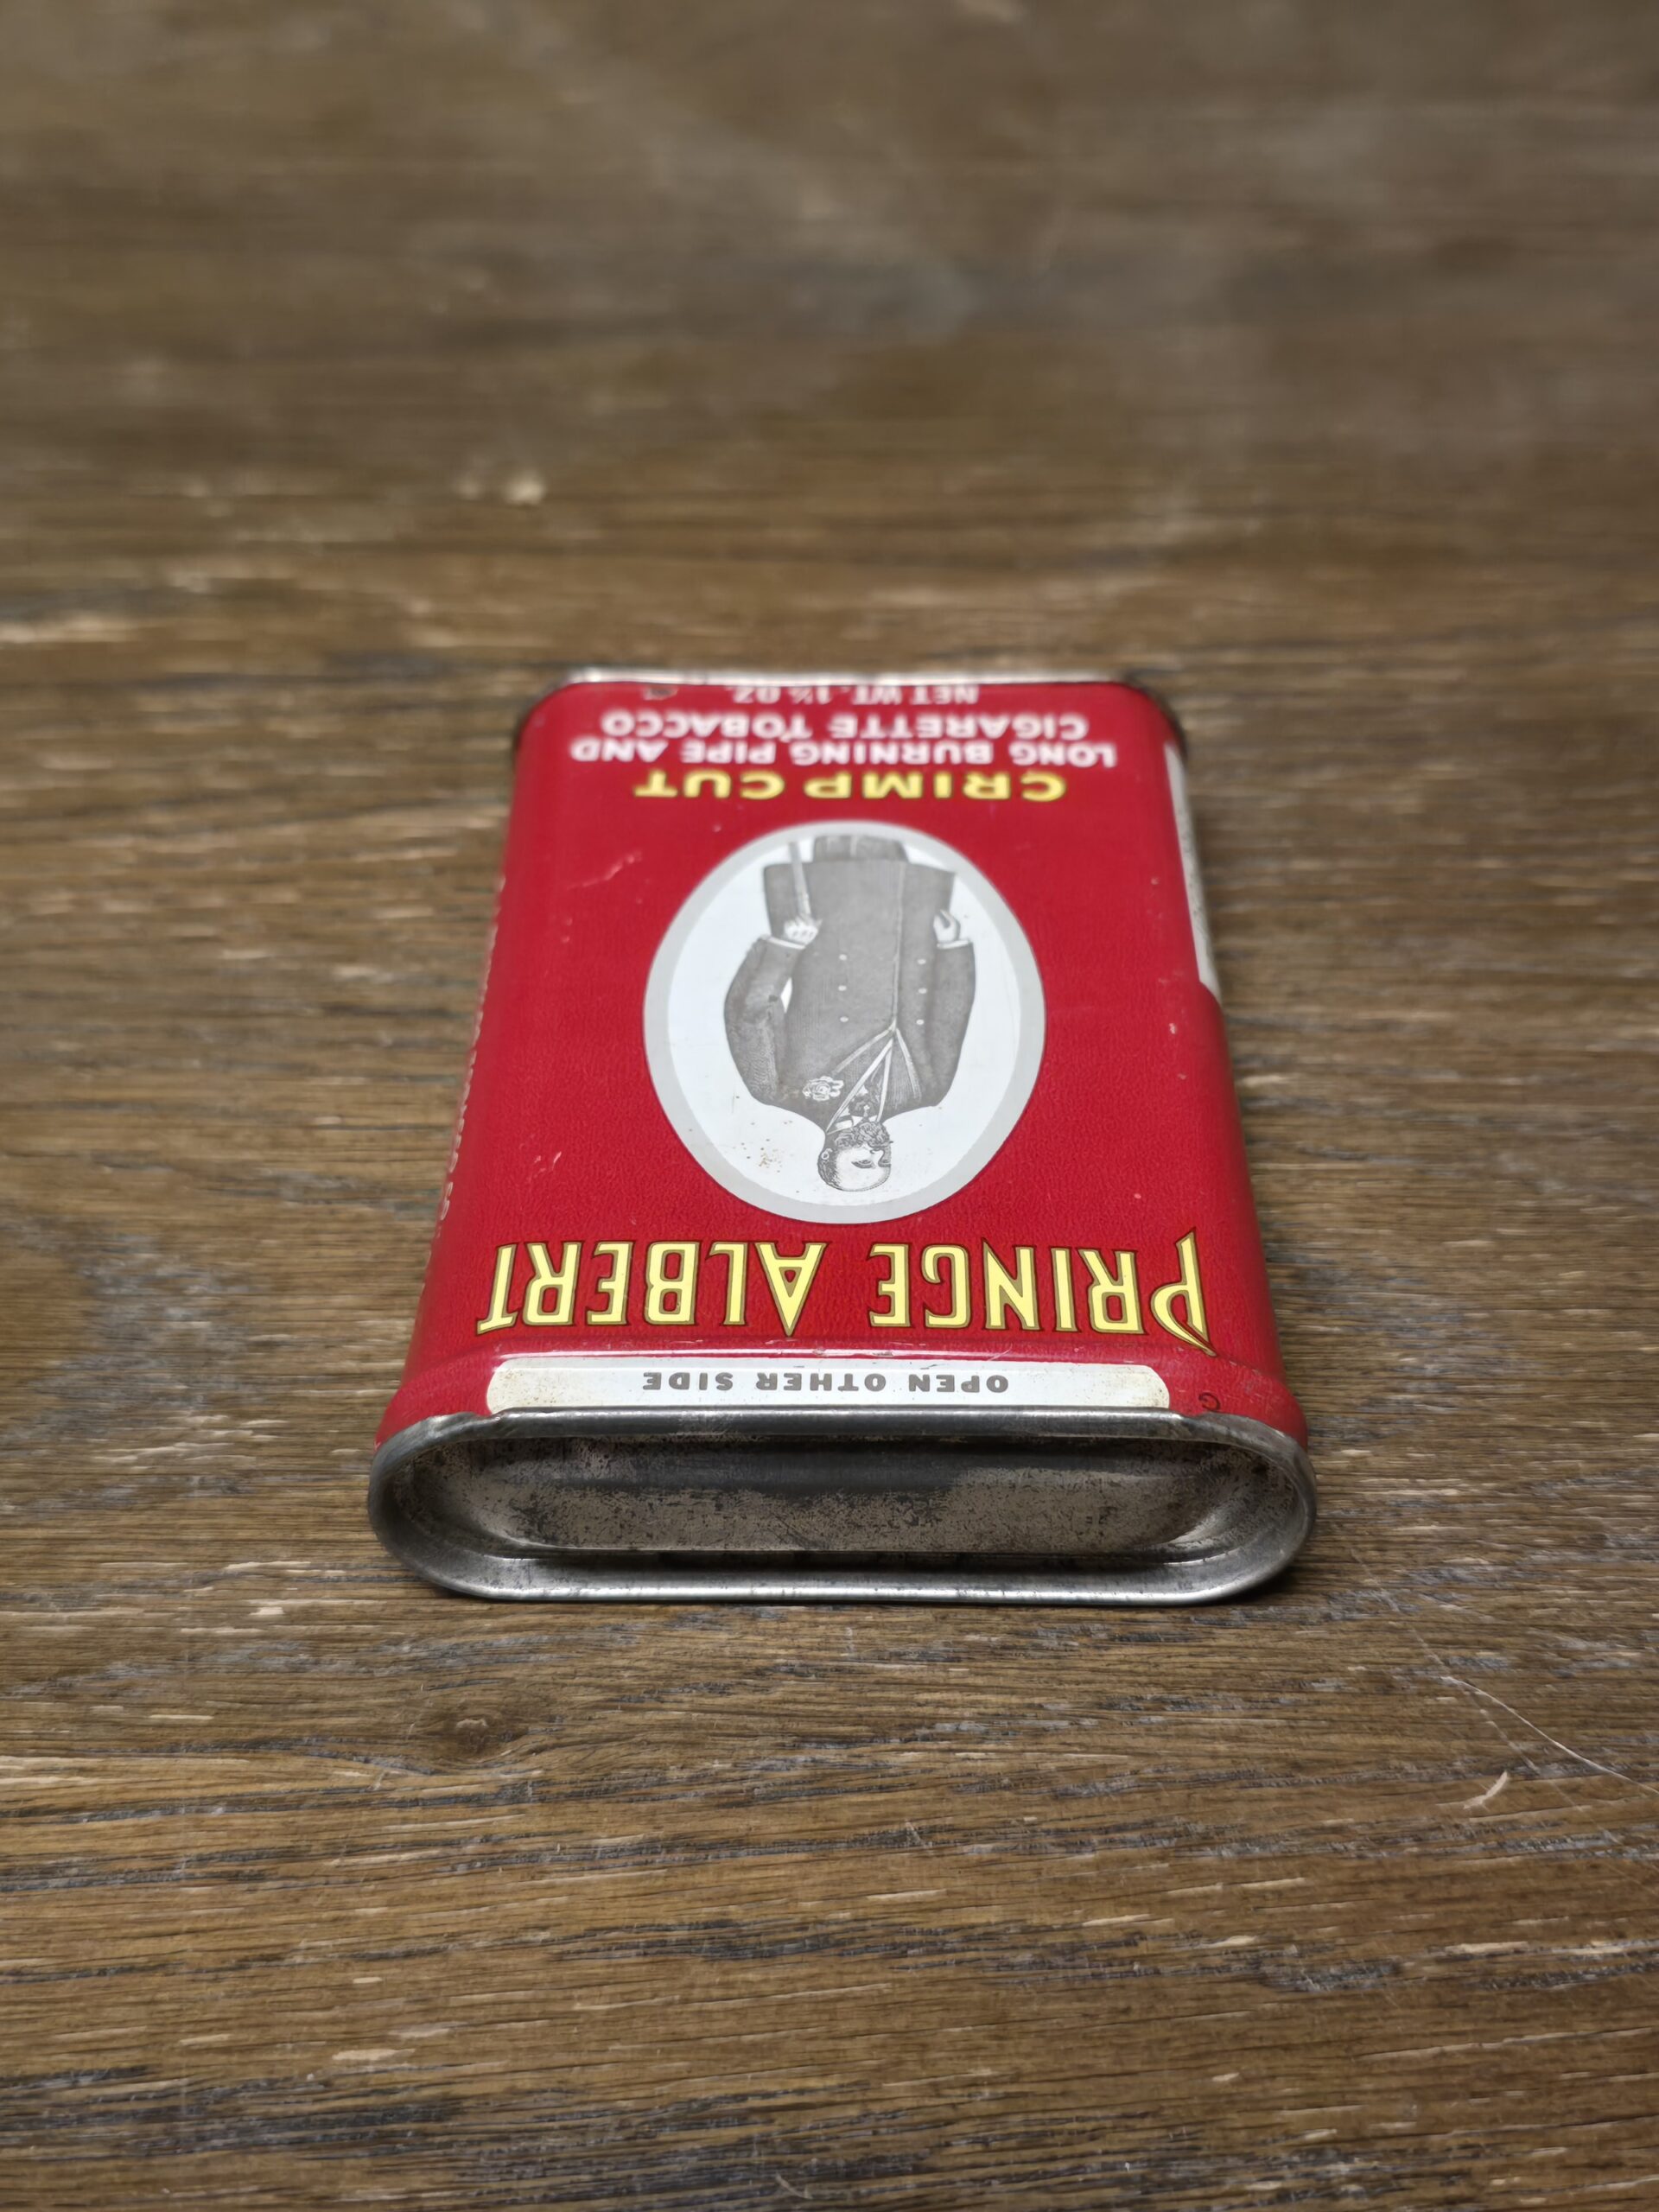 OPEN OTHER SIDE
PRINCE ALBERT
CRIMP CUT
LONG BURNING PIPE AND
CIGARETTE TOBACCO
NET WT. 1½ OZ.